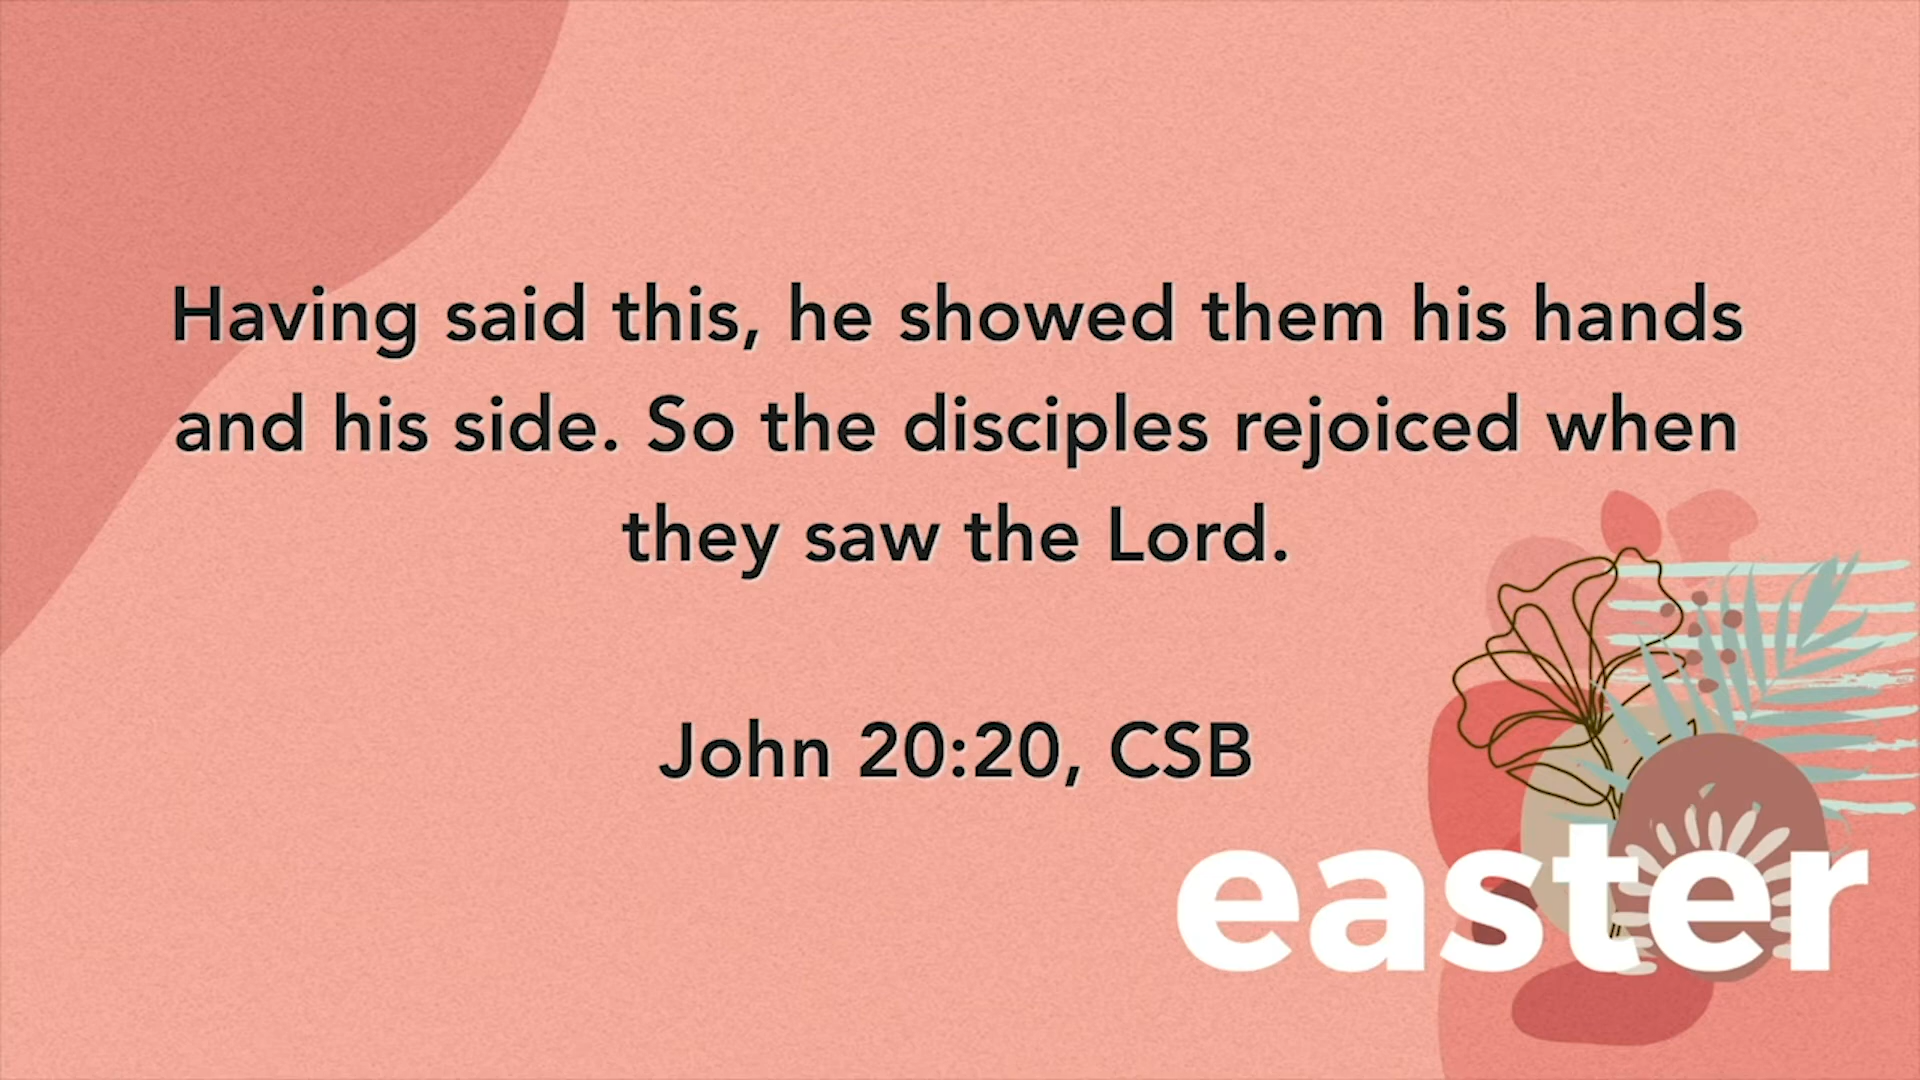 Having said this, he showed them his hands
and his side. So the disciples rejoiced when
they saw the Lord.
John 20:20, CSB
easter